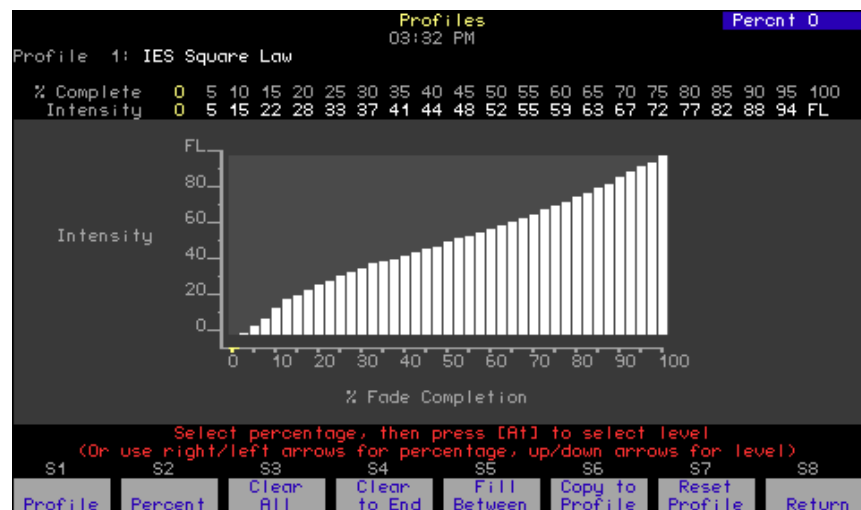 Profiles
Percnt 0
03:32 PM
Profile 1: IES Square Law
% Complete 0 5 10 15 20 25 30 35 40 45 50 55 60 65 70 75 80 85 90 95 100
Intensity 0 5 15 22 28 33 37 41 44 48 52 55 59 63 67 72 77 82 88 94 FL
FL
80
60
Intensity
40
20
0
0 10 20 30 40 50 60 70 80 90 100
% Fade Completion
Select percentage, then press [At] to select level
(Or use right/left arrows for percentage, up/down arrows for level)
S1 S2 S3 S4 S5 S6 S7 S8
Clear Clear Fill Copy to Reset
Profile Percent All to End Between Profile Profile Return